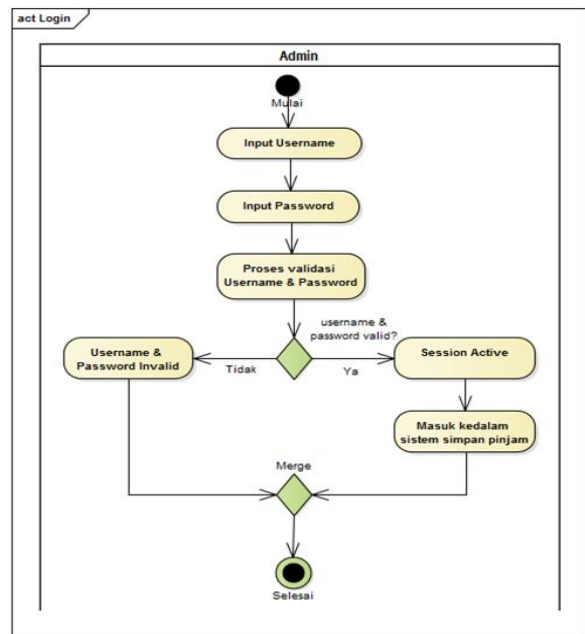 act Login
Admin
Mulai
Input Username
Input Password
Proses validasi
Username & Password
username &
password valid?
Username &
Password Invalid
Tidak
Ya
Session Active
Masuk kedalam
sistem simpan pinjam
Merge
Selesai